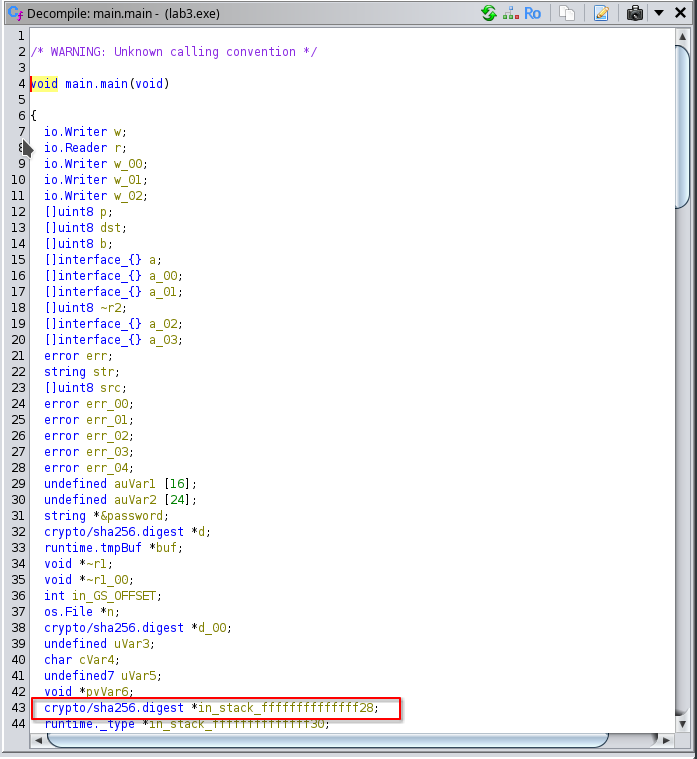 Decompile: main.main - (lab3.exe)
Ro
1
2 /* WARNING: Unknown calling convention */
3
4 void main.main(void)
5
6 {
7 io.Writer w;
8 io.Reader r;
9 io.Writer w_00;
10 io.Writer w_01;
11 io.Writer w_02;
12 []uint8 p;
13 []uint8 dst;
14 []uint8 b;
15 []interface_{} a;
16 []interface_{} a_00;
17 []interface_{} a_01;
18 []uint8 ~r2;
19 []interface_{} a_02;
20 []interface_{} a_03;
21 error err;
22 string str;
23 []uint8 src;
24 error err_00;
25 error err_01;
26 error err_02;
27 error err_03;
28 error err_04;
29 undefined auVar1 [16];
30 undefined auVar2 [24];
31 string *&password;
32 crypto/sha256.digest *d;
33 runtime.tmpBuf *buf;
34 void *~r1;
35 void *~r1_00;
36 int in_GS_OFFSET;
37 os.File *n;
38 crypto/sha256.digest *d_00;
39 undefined uVar3;
40 char cVar4;
41 undefined7 uVar5;
42 void *pvVar6;
43 crypto/sha256.digest *in_stack_ffffffffffffff28;
44 runtime._type *in_stack_ffffffffffffff30;